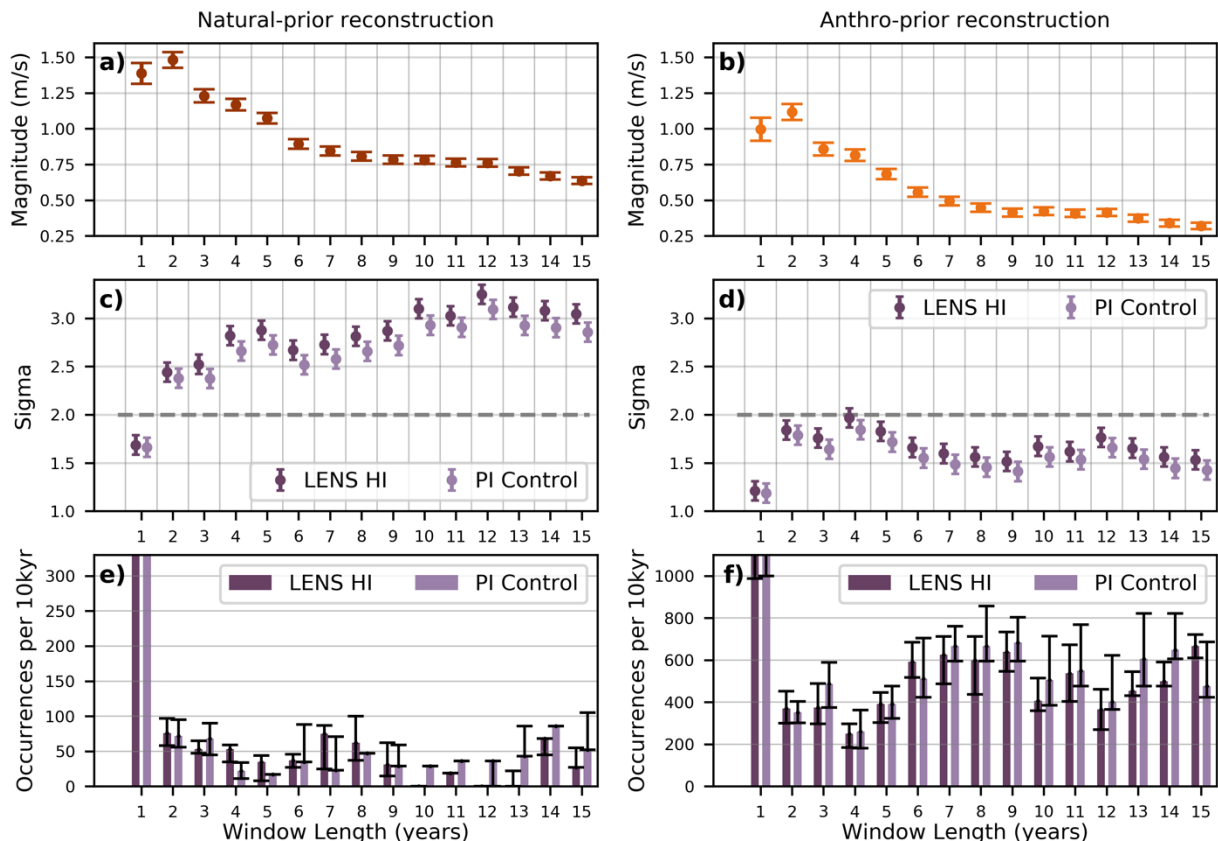 Natural-prior reconstruction
Anthro-prior reconstruction
a)
Magnitude (m/s)
1.50
1.25
1.00
0.75
0.50
0.25
1 2 3 4 5 6 7 8 9 10 11 12 13 14 15
b)
Magnitude (m/s)
1.50
1.25
1.00
0.75
0.50
0.25
1 2 3 4 5 6 7 8 9 10 11 12 13 14 15
c)
Sigma
3.0
2.5
2.0
1.5
1.0
LENS HI PI Control
1 2 3 4 5 6 7 8 9 10 11 12 13 14 15
d)
LENS HI PI Control
Sigma
3.0
2.5
2.0
1.5
1.0
1 2 3 4 5 6 7 8 9 10 11 12 13 14 15
e)
LENS HI PI Control
Occurrences per 10kyr
300
250
200
150
100
50
0
1 2 3 4 5 6 7 8 9 10 11 12 13 14 15
Window Length (years)
f)
LENS HI PI Control
Occurrences per 10kyr
1000
800
600
400
200
0
1 2 3 4 5 6 7 8 9 10 11 12 13 14 15
Window Length (years)